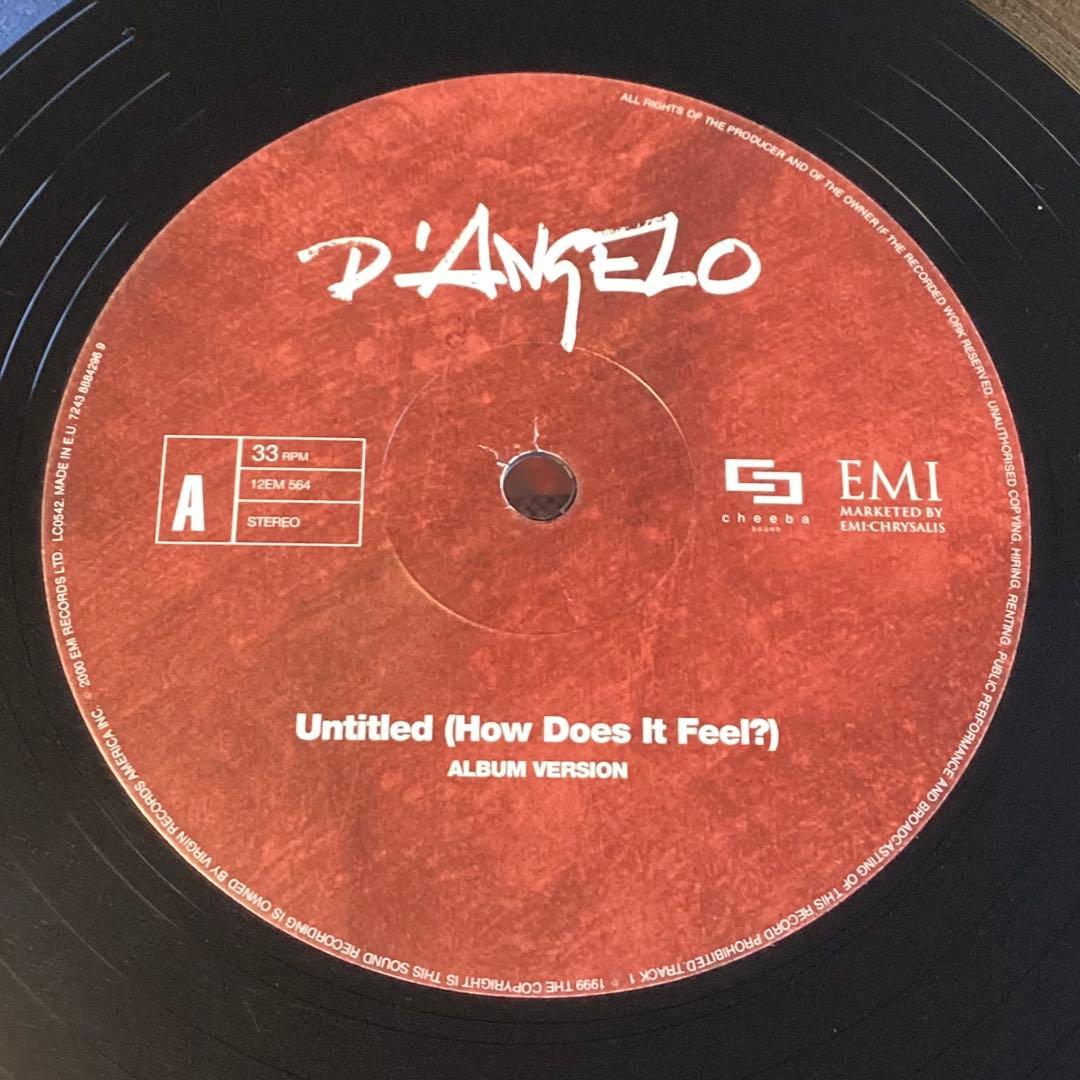 D'ANGELO
A
33 RPM
12EM 564
STEREO
cheeba
SOUND
EMI
MARKETED BY
EMI-CHRYSALIS
Untitled (How Does It Feel?)
ALBUM VERSION
ALL RIGHTS OF THE PRODUCER AND OF THE OWNER IF THE RECORDED WORK RESERVED. UNAUTHORISED COPYING, HIRING, RENTING, PUBLIC PERFORMANCE AND BROADCASTING OF THIS RECORD PROHIBITED. TRACK 1 ℗ 1999 THE COPYRIGHT IS THIS SOUND RECORDING IS OWNED BY VIRGIN RECORDS AMERICA INC. © 2000 EMI RECORDS LTD. LC0542. MADE IN E.U. 7243 8884296 9